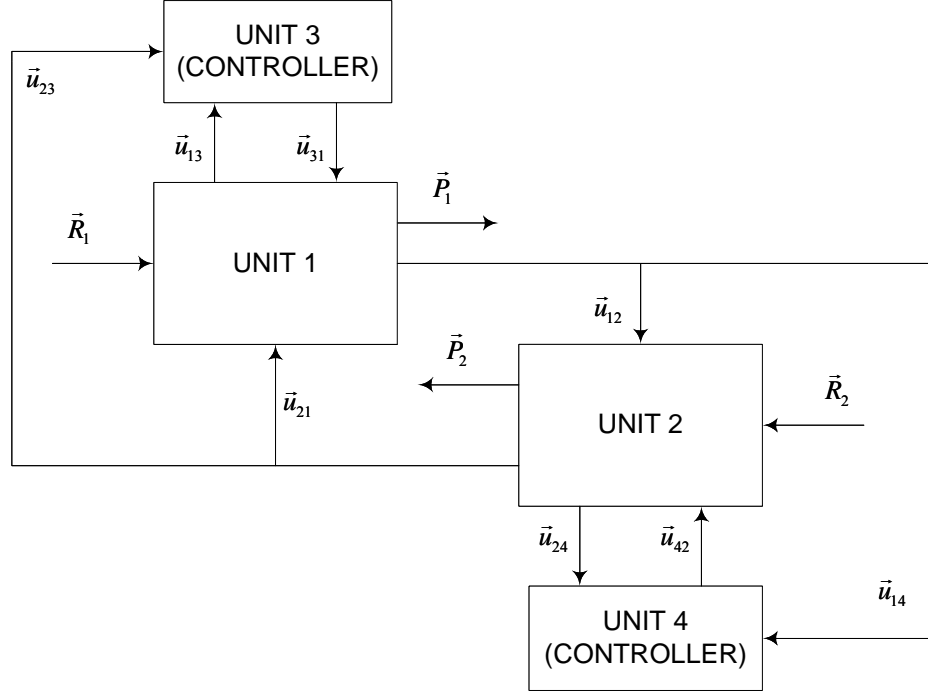 UNIT 3
(CONTROLLER)
u⃗₂₃
u⃗₁₃
u⃗₃₁
P⃗₁
R⃗₁
UNIT 1
u⃗₁₂
P⃗₂
R⃗₂
u⃗₂₁
UNIT 2
u⃗₂₄
u⃗₄₂
u⃗₁₄
UNIT 4
(CONTROLLER)